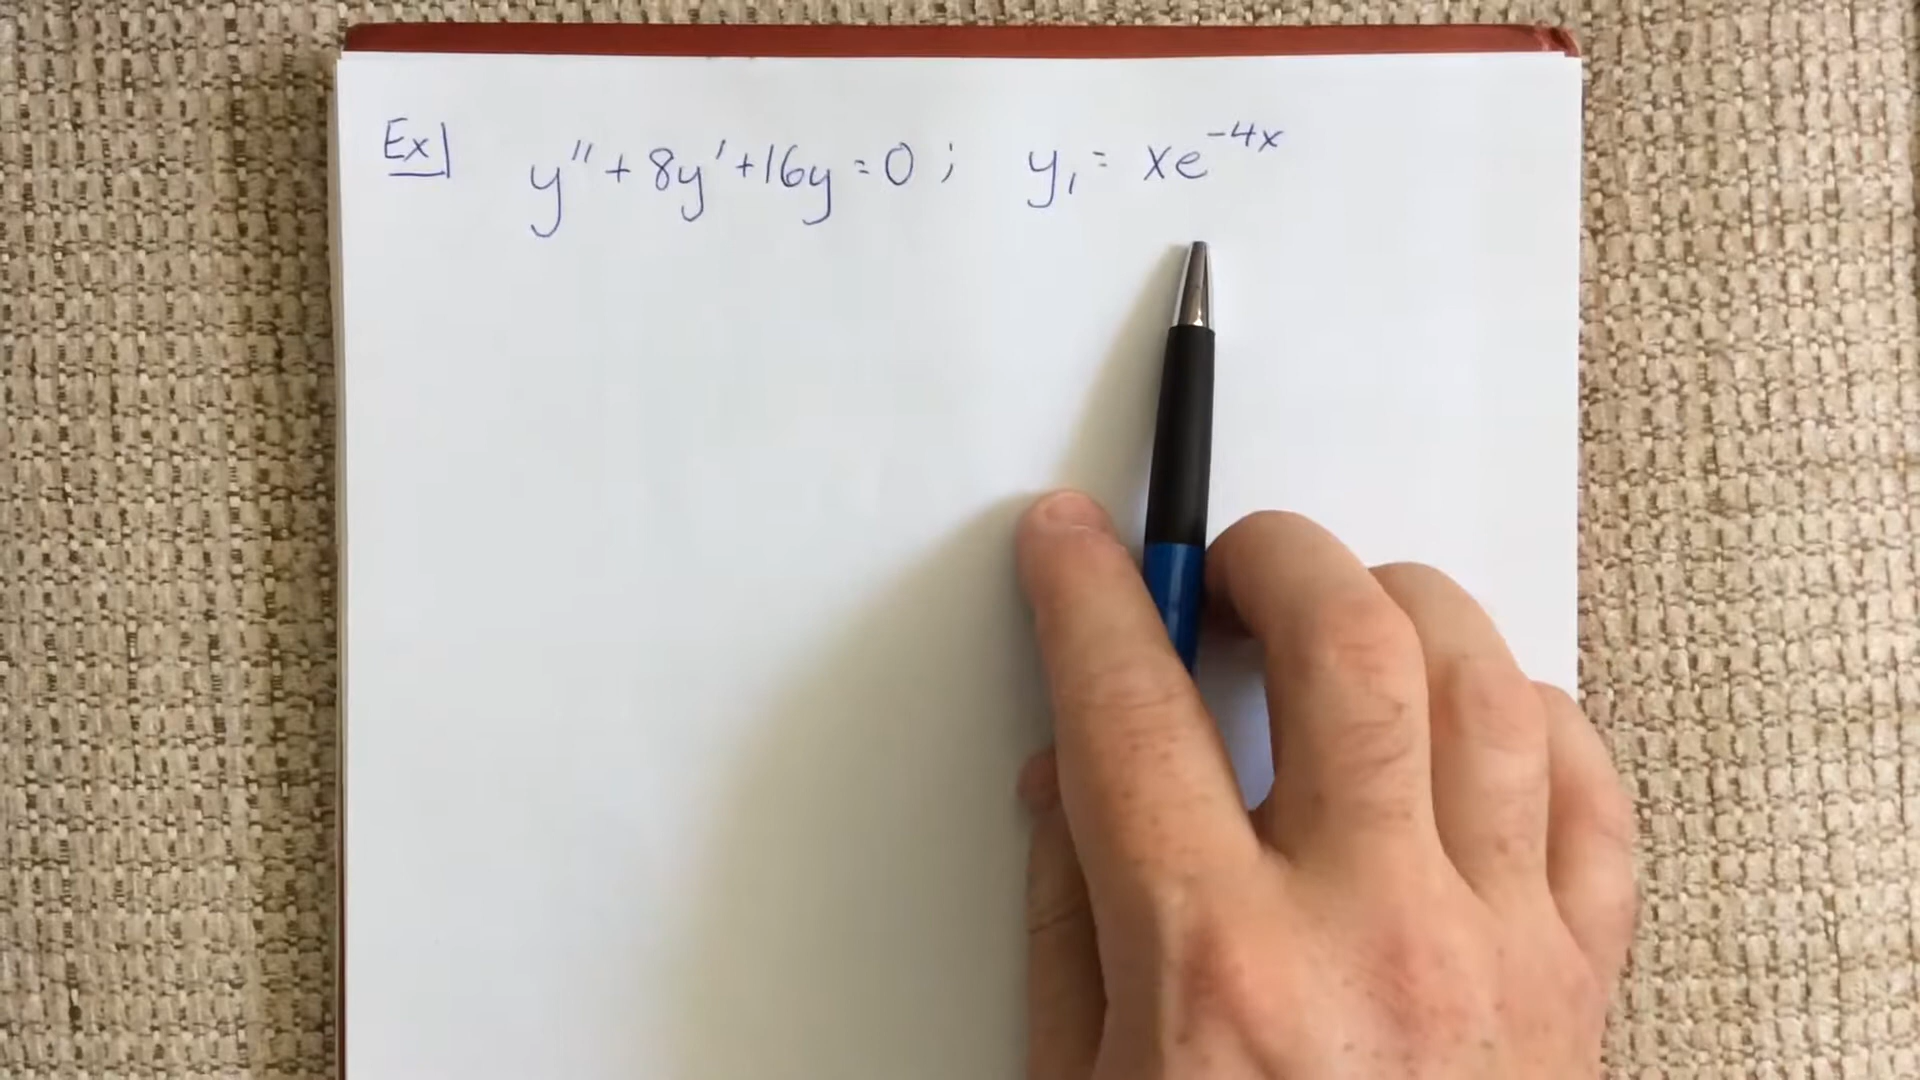 Ex] y'' + 8y' + 16y = 0 ; y₁ = xe⁻⁴ˣ